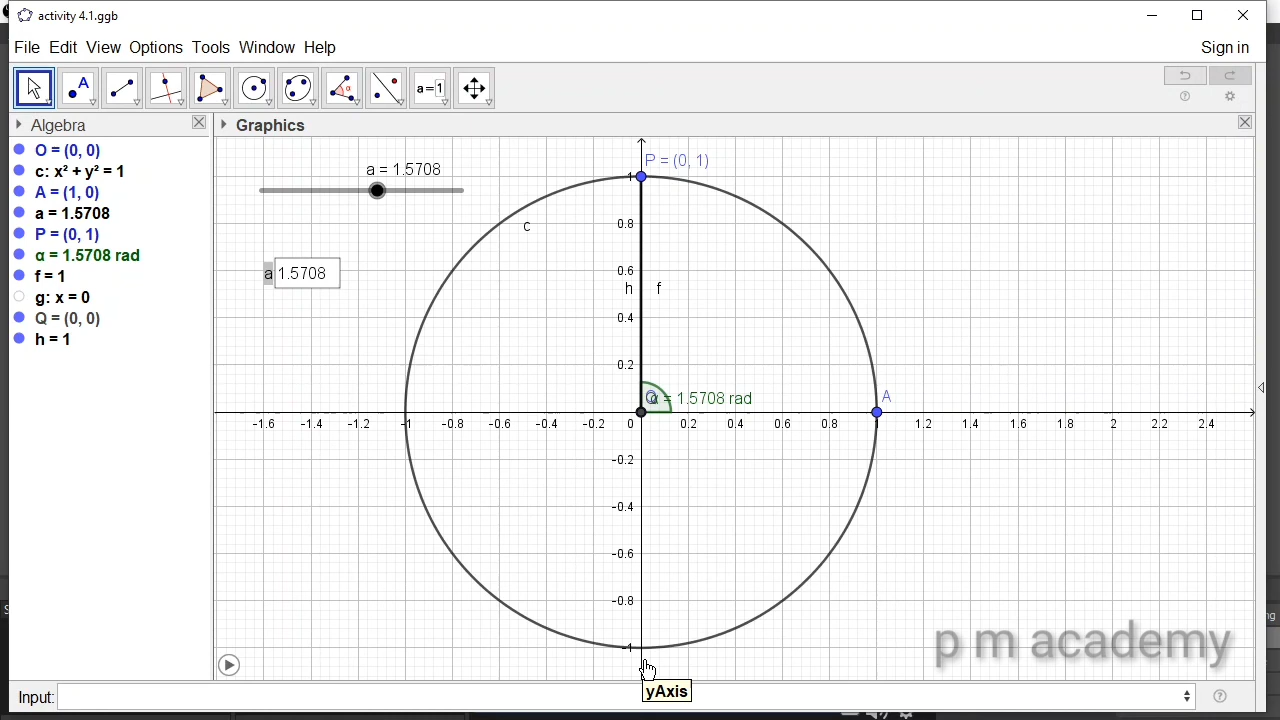 activity 4.1.ggb
File Edit View Options Tools Window Help
Sign in
A
α
a=1
Algebra
Graphics
O = (0, 0)
c: x² + y² = 1
A = (1, 0)
a = 1.5708
P = (0, 1)
α = 1.5708 rad
f = 1
g: x = 0
Q = (0, 0)
h = 1
a = 1.5708
a 1.5708
P = (0, 1)
c
h f
α = 1.5708 rad
A
1
0.8
0.6
0.4
0.2
-1.6 -1.4 -1.2 -1 -0.8 -0.6 -0.4 -0.2 0 0.2 0.4 0.6 0.8 1 1.2 1.4 1.6 1.8 2 2.2 2.4
-0.2
-0.4
-0.6
-0.8
-1
yAxis
p m academy
Input: